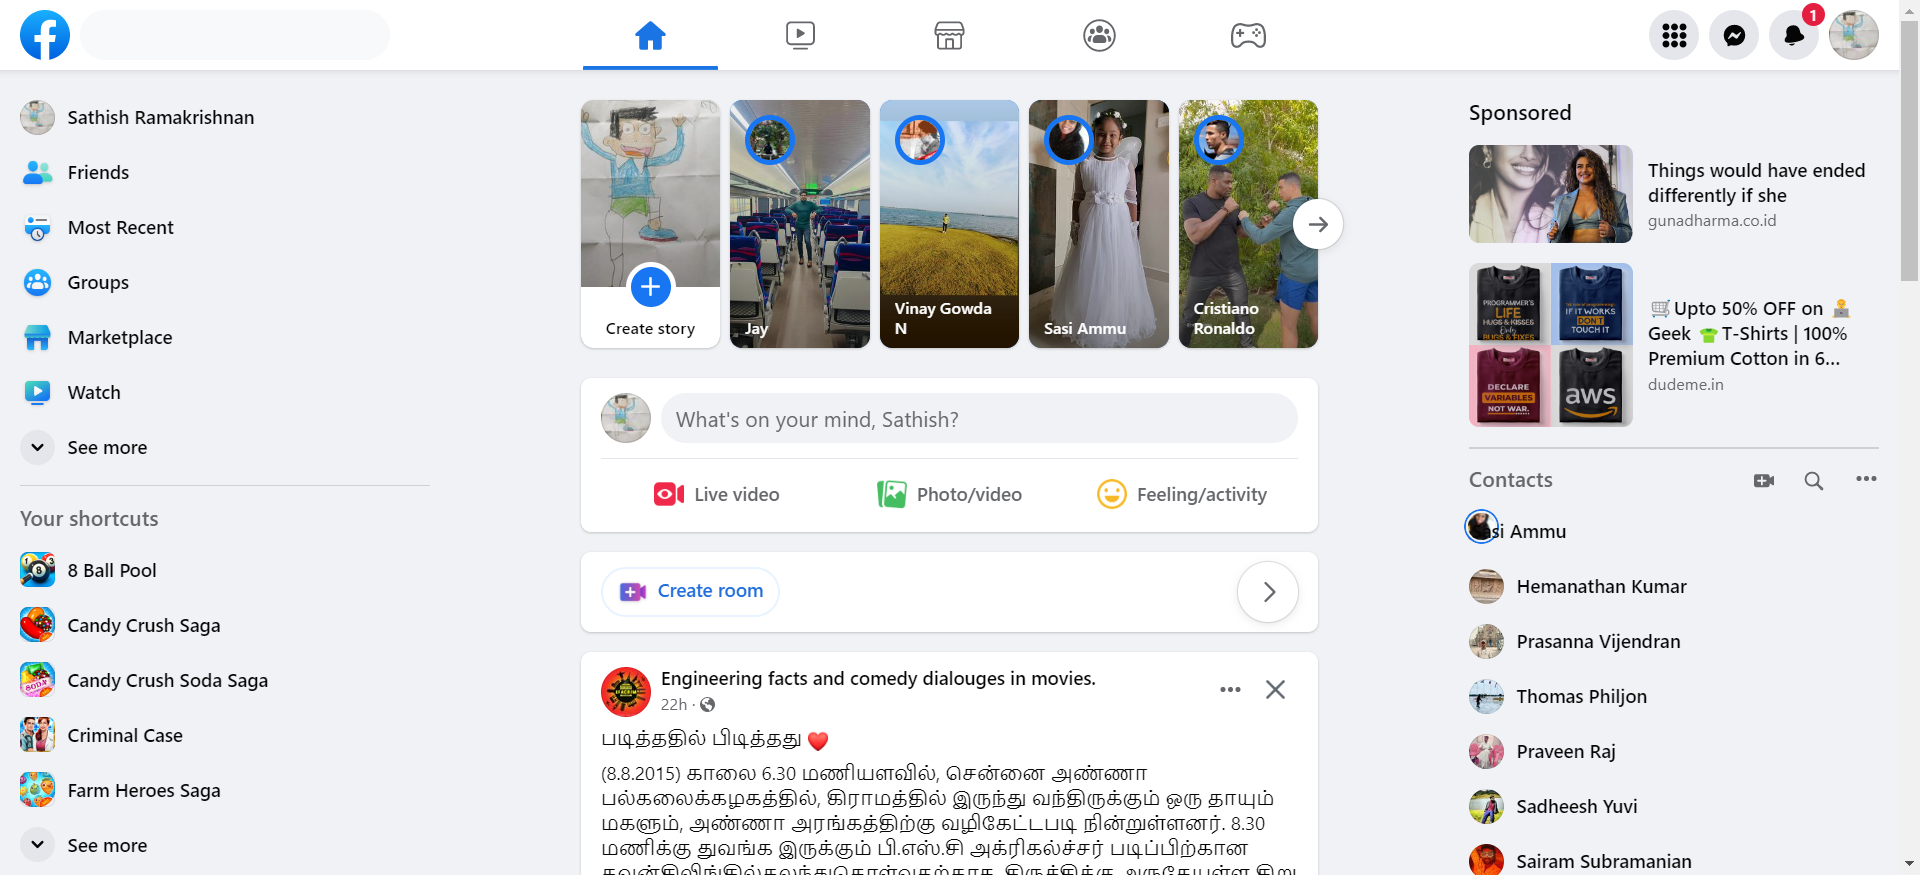 1
Sathish Ramakrishnan
Friends
Most Recent
Groups
Marketplace
Watch
See more
Your shortcuts
8 Ball Pool
Candy Crush Saga
Candy Crush Soda Saga
Criminal Case
Farm Heroes Saga
See more
Create story
Jay
Vinay Gowda
N
Sasi Ammu
Cristiano
Ronaldo
What's on your mind, Sathish?
Live video
Photo/video
Feeling/activity
Create room
Engineering facts and comedy dialouges in movies.
22h ·
படித்ததில் பிடித்தது ❤️
(8.8.2015) காலை 6.30 மணியளவில், சென்னை அண்ணா
பல்கலைக்கழகத்தில், கிராமத்தில் இருந்து வந்திருக்கும் ஒரு தாயும்
மகளும், அண்ணா அரங்கத்திற்கு வழிகேட்டபடி நின்றுள்ளனர். 8.30
மணிக்கு துவங்க இருக்கும் பி.எஸ்.சி அக்ரிகல்ச்சர் படிப்பிற்கான
Sponsored
Things would have ended
differently if she
gunadharma.co.id
PROGRAMMER'S
LIFE
HUGS & KISSES
Only
BUGS & FIXES
IF IT WORKS
DON'T
TOUCH IT
DECLARE
VARIABLES
NOT WAR.
aws
🛒Upto 50% OFF on 🧑‍💻
Geek 👕T-Shirts | 100%
Premium Cotton in 6...
dudeme.in
Contacts
si Ammu
Hemanathan Kumar
Prasanna Vijendran
Thomas Philjon
Praveen Raj
Sadheesh Yuvi
Sairam Subramanian